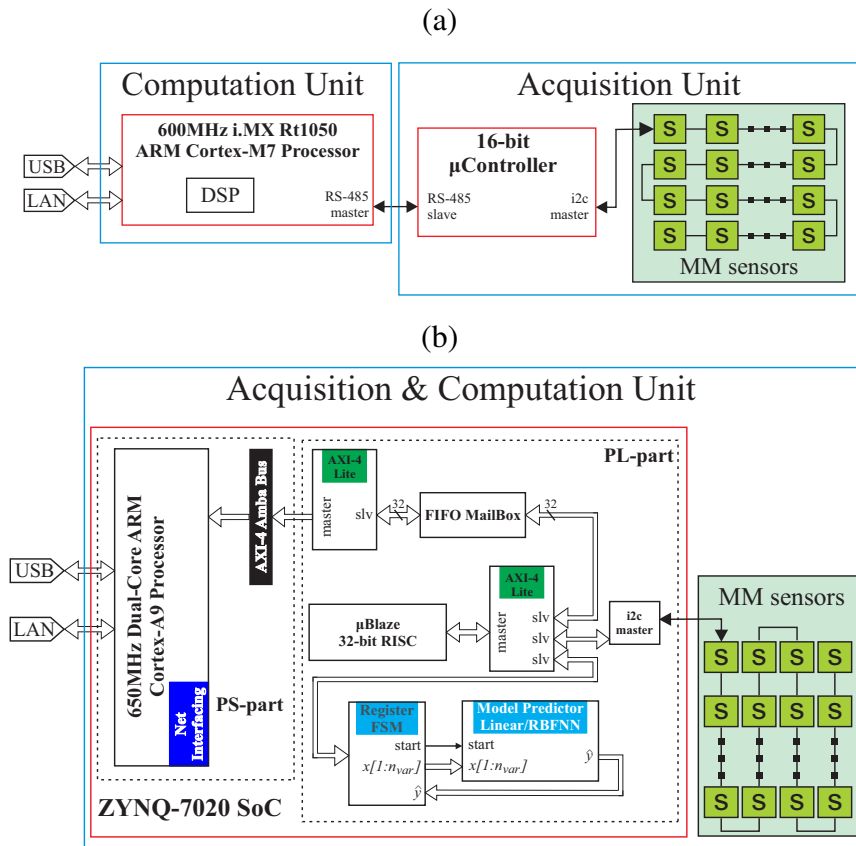 (a)
Computation Unit
Acquisition Unit
600MHz i.MX Rt1050
ARM Cortex-M7 Processor
DSP
RS-485
master
USB
LAN
16-bit
μController
RS-485
slave
i2c
master
S S S
S S S
S S S
S S S
MM sensors
(b)
Acquisition & Computation Unit
USB
LAN
650MHz Dual-Core ARM
Cortex-A9 Processor
Net
Interfacing
PS-part
AXI-4 Amba Bus
ZYNQ-7020 SoC
PL-part
AXI-4
Lite
master
slv
32
FIFO MailBox
32
μBlaze
32-bit RISC
AXI-4
Lite
master
slv
slv
slv
i2c
master
Register
FSM
start
x[1:nvar]
ŷ
Model Predictor
Linear/RBFNN
start
x[1:nvar]
ŷ
MM sensors
S S S S
S S S S
S S S S